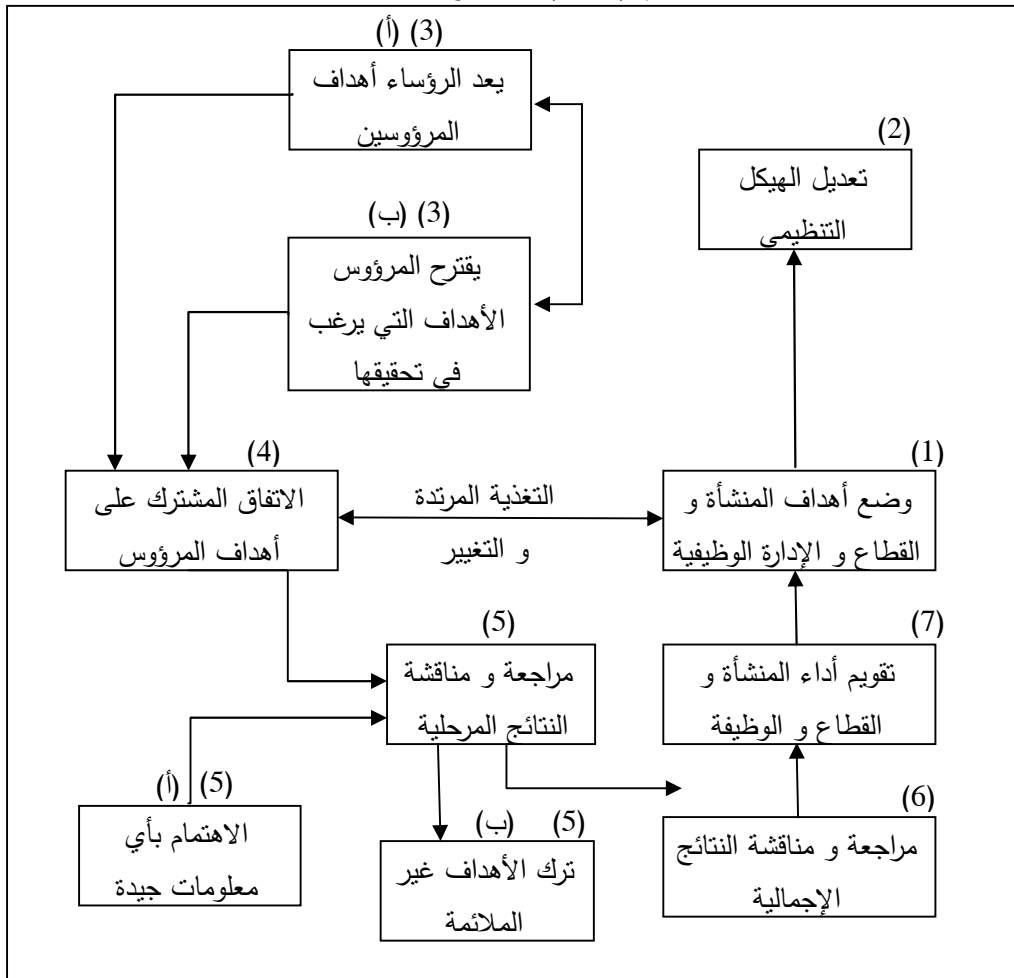 (3) (أ)
يعد الرؤساء أهداف
المرؤوسين
(2)
تعديل الهيكل
التنظيمي
(3) (ب)
يقترح المرؤوس
الأهداف التي يرغب
في تحقيقها
(1)
وضع أهداف المنشأة و
القطاع و الإدارة الوظيفية
التغذية المرتدة
و التغيير
(4)
الاتفاق المشترك على
أهداف المرؤوس
(7)
تقويم أداء المنشأة و
القطاع و الوظيفة
(5)
مراجعة و مناقشة
النتائج المرحلية
(6)
مراجعة و مناقشة النتائج
الإجمالية
(5) (ب)
ترك الأهداف غير
الملائمة
(5) (أ)
الاهتمام بأي
معلومات جيدة